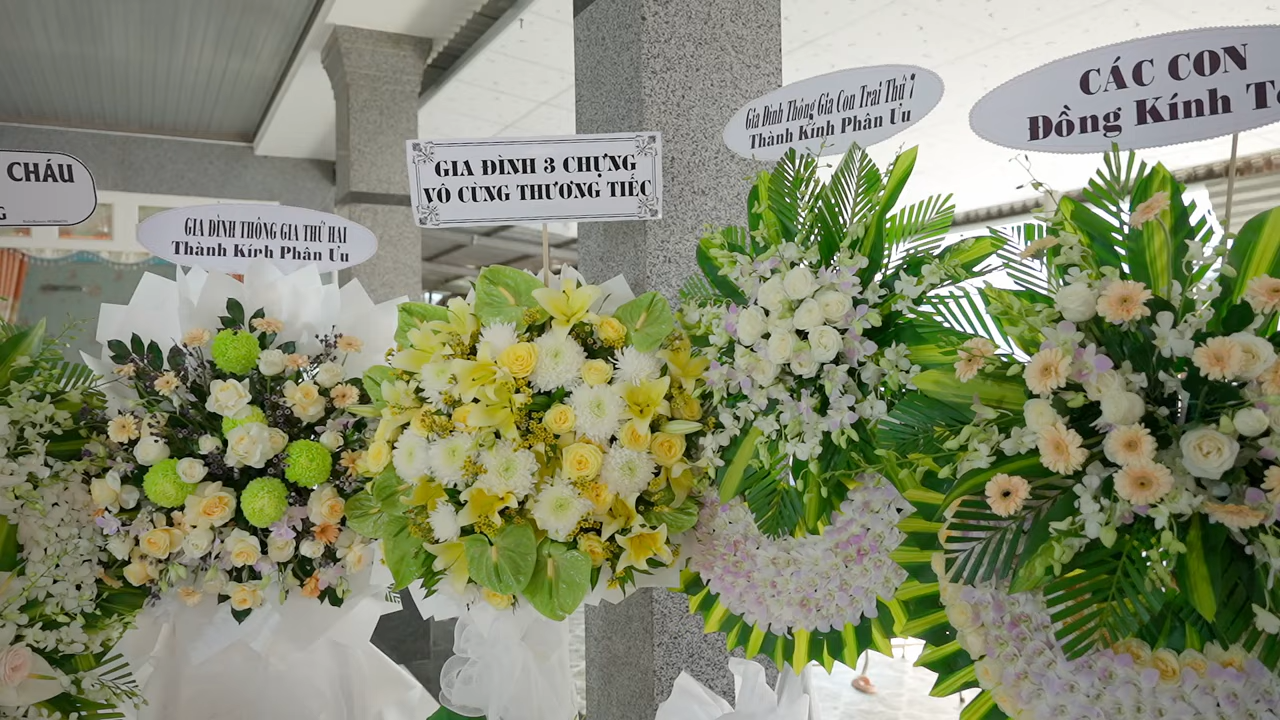 CHÁU
GIA ĐÌNH THÔNG GIA THỨ HAI
Thành Kính Phân Ưu
GIA ĐÌNH 3 CHỰNG
VÔ CÙNG THƯƠNG TIẾC
Gia Đình Thông Gia Con Trai Thứ 7
Thành Kính Phân Ưu
CÁC CON
Đồng Kính